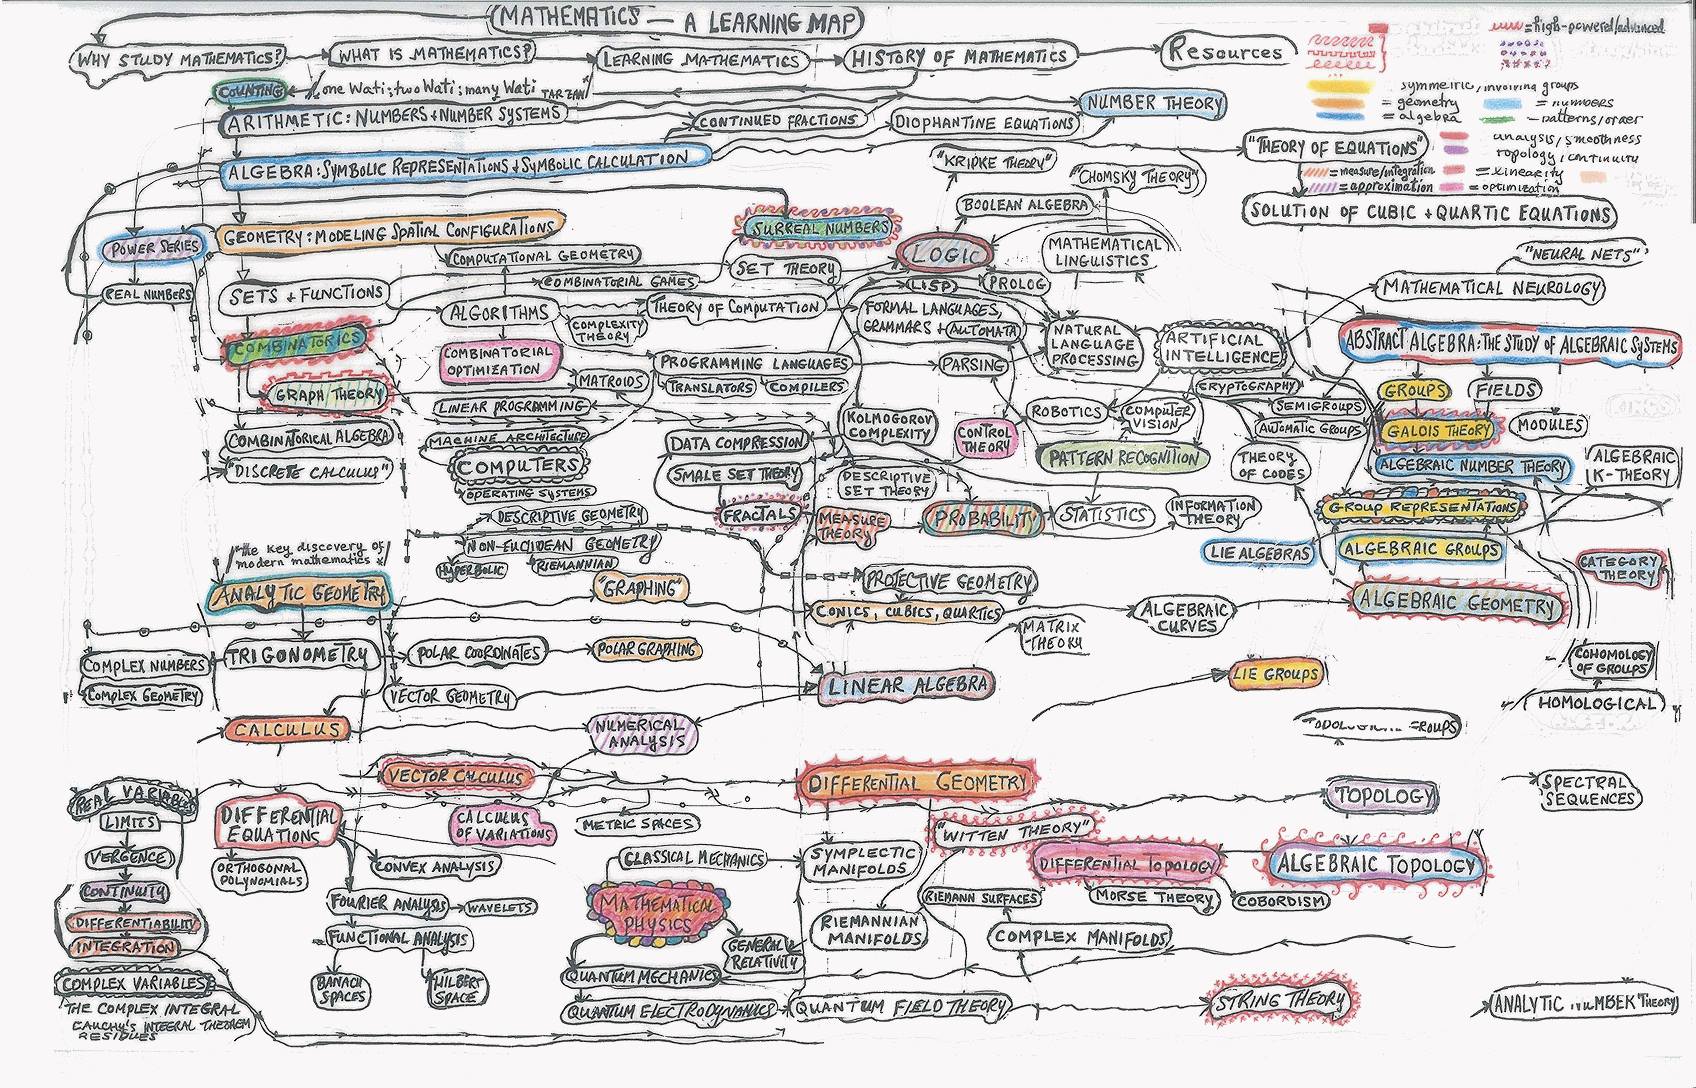 MATHEMATICS — A LEARNING MAP
WHY STUDY MATHEMATICS?
WHAT IS MATHEMATICS?
LEARNING MATHEMATICS
HISTORY OF MATHEMATICS
Resources
= high-powered/advanced
symmetric, involving groups
= geometry
= numbers
= algebra
— patterns/order
analysis/smoothness
topology, continuity
= measure/integration
= linearity
= approximation
= optimization
COUNTING
one Wati; two Wati; many Wati TARZAN
ARITHMETIC: NUMBERS + NUMBER SYSTEMS
CONTINUED FRACTIONS
DIOPHANTINE EQUATIONS
NUMBER THEORY
ALGEBRA: SYMBOLIC REPRESENTATIONS + SYMBOLIC CALCULATION
"THEORY OF EQUATIONS"
"KRIPKE THEORY"
"CHOMSKY THEORY"
BOOLEAN ALGEBRA
SOLUTION OF CUBIC + QUARTIC EQUATIONS
POWER SERIES
GEOMETRY: MODELING SPATIAL CONFIGURATIONS
SURREAL NUMBERS
LOGIC
MATHEMATICAL
LINGUISTICS
"NEURAL NETS"
COMPUTATIONAL GEOMETRY
SET THEORY
REAL NUMBERS
SETS + FUNCTIONS
COMBINATORIAL GAMES
(LISP)
PROLOG
MATHEMATICAL NEUROLOGY
ALGORITHMS
THEORY OF COMPUTATION
FORMAL LANGUAGES,
GRAMMARS + AUTOMATA
COMPLEXITY
THEORY
NATURAL
LANGUAGE
PROCESSING
ARTIFICIAL
INTELLIGENCE
ABSTRACT ALGEBRA: THE STUDY OF ALGEBRAIC SYSTEMS
COMBINATORICS
COMBINATORIAL
OPTIMIZATION
PROGRAMMING LANGUAGES
PARSING
MATROIDS
TRANSLATORS
COMPILERS
CRYPTOGRAPHY
GROUPS
FIELDS
GRAPH THEORY
LINEAR PROGRAMMING
KOLMOGOROV
COMPLEXITY
CONTROL
THEORY
ROBOTICS
COMPUTER
VISION
SEMIGROUPS
AUTOMATIC GROUPS
GALOIS THEORY
MODULES
COMBINATORICAL ALGEBRA
MACHINE ARCHITECTURE
DATA COMPRESSION
PATTERN RECOGNITION
THEORY
OF CODES
ALGEBRAIC NUMBER THEORY
ALGEBRAIC
K-THEORY
"DISCRETE CALCULUS"
COMPUTERS
OPERATING SYSTEMS
SMALE SET THEORY
DESCRIPTIVE
SET THEORY
FRACTALS
MEASURE
THEORY
PROBABILITY
STATISTICS
INFORMATION
THEORY
GROUP REPRESENTATIONS
DESCRIPTIVE GEOMETRY
NON-EUCLIDEAN GEOMETRY
HYPERBOLIC
RIEMANNIAN
LIE ALGEBRAS
ALGEBRAIC GROUPS
CATEGORY
THEORY
"the key discovery of
modern mathematics"
ANALYTIC GEOMETRY
"GRAPHING"
PROJECTIVE GEOMETRY
CONICS, CUBICS, QUARTICS
ALGEBRAIC
CURVES
ALGEBRAIC GEOMETRY
MATRIX
THEORY
COMPLEX NUMBERS
TRIGONOMETRY
POLAR COORDINATES
POLAR GRAPHING
COHOMOLOGY
OF GROUPS
COMPLEX GEOMETRY
VECTOR GEOMETRY
LINEAR ALGEBRA
LIE GROUPS
(HOMOLOGICAL)
CALCULUS
NUMERICAL
ANALYSIS
VECTOR CALCULUS
DIFFERENTIAL GEOMETRY
TOPOLOGY
SPECTRAL
SEQUENCES
REAL VARIABLES
LIMITS
DIFFERENTIAL
EQUATIONS
CALCULUS
OF VARIATIONS
METRIC SPACES
"WITTEN THEORY"
VERGENCE
ORTHOGONAL
POLYNOMIALS
CONVEX ANALYSIS
CLASSICAL MECHANICS
SYMPLECTIC
MANIFOLDS
DIFFERENTIAL TOPOLOGY
ALGEBRAIC TOPOLOGY
CONTINUITY
FOURIER ANALYSIS
WAVELETS
MATHEMATICAL
PHYSICS
RIEMANN SURFACES
MORSE THEORY
COBORDISM
DIFFERENTIABILITY
INTEGRATION
FUNCTIONAL ANALYSIS
GENERAL
RELATIVITY
RIEMANNIAN
MANIFOLDS
COMPLEX MANIFOLDS
COMPLEX VARIABLES
BANACH
SPACES
HILBERT
SPACE
QUANTUM MECHANICS
THE COMPLEX INTEGRAL
CAUCHY'S INTEGRAL THEOREM
RESIDUES
QUANTUM ELECTRODYNAMICS
QUANTUM FIELD THEORY
STRING THEORY
ANALYTIC NUMBER THEORY